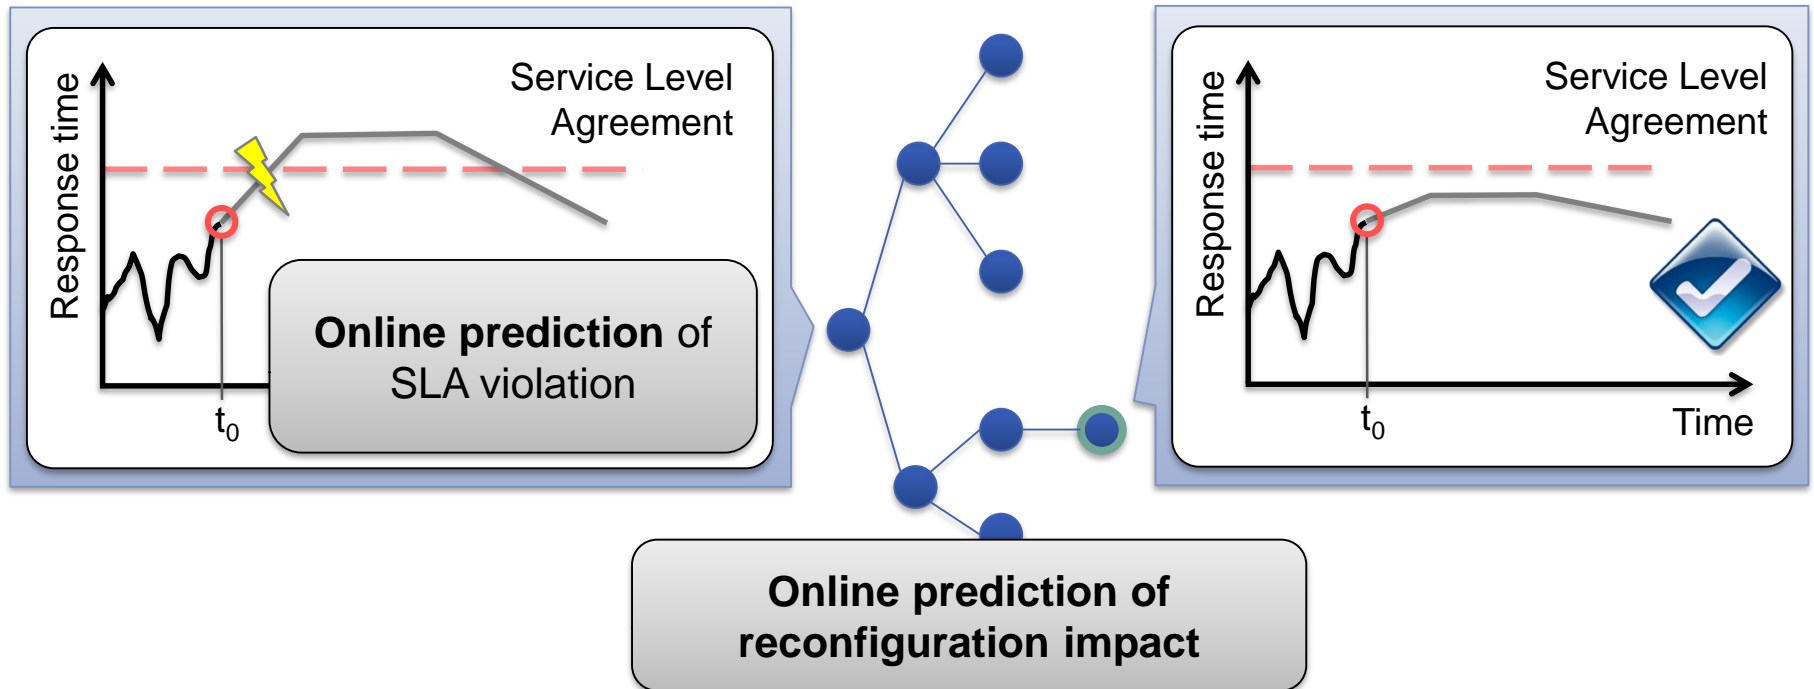 Service Level
Agreement
Response time
Online prediction of
SLA violation
t₀
Service Level
Agreement
Response time
t₀
Time
Online prediction of
reconfiguration impact